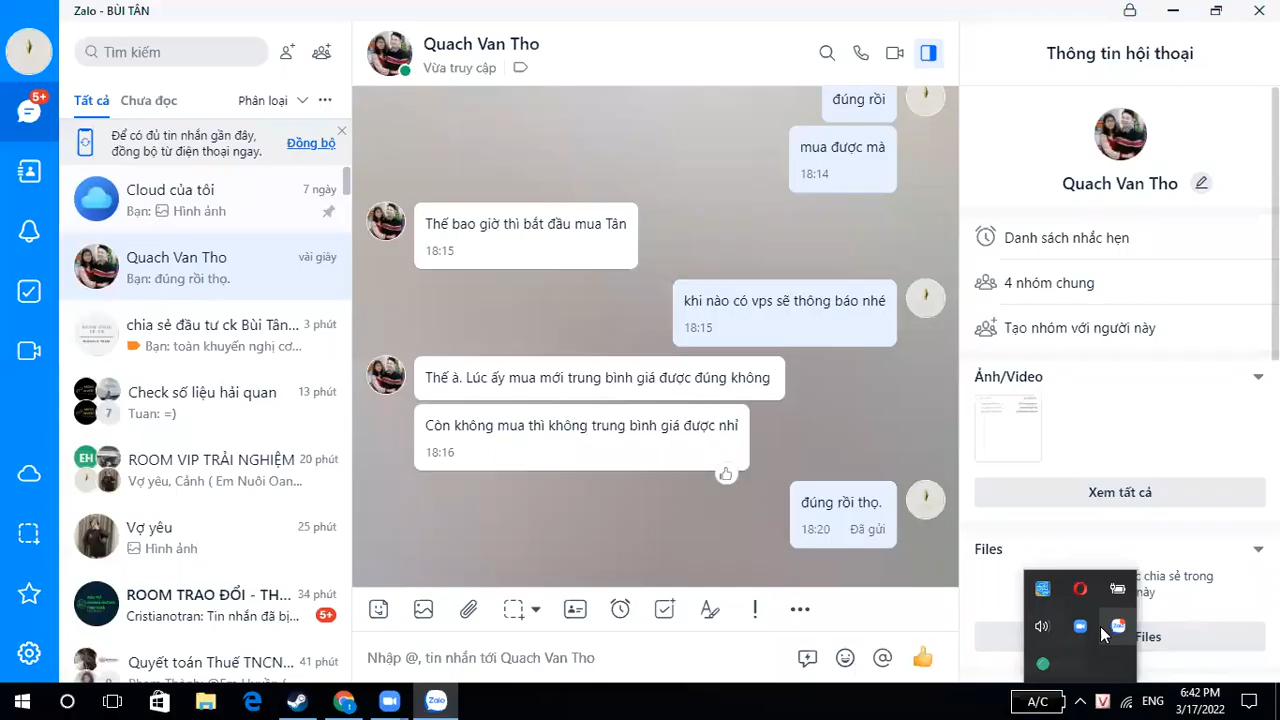 Zalo - BÙI TÂN
Tìm kiếm
5+
Tất cả
Chưa đọc
Phân loại
Để có đủ tin nhắn gần đây,
đồng bộ từ điện thoại ngay.
Đồng bộ
Cloud của tôi
7 ngày
Bạn: Hình ảnh
Quach Van Tho
vài giây
Bạn: đúng rồi thọ.
chia sẻ đầu tư ck Bùi Tân...
3 phút
Bạn: toàn khuyến nghị cơ...
Check số liệu hải quan
13 phút
7
Tuan: =)
EH
ROOM VIP TRẢI NGHIỆM
20 phút
Vợ yêu, Cảnh ( Em Nuôi Oan...
Vợ yêu
25 phút
Hình ảnh
ROOM TRAO ĐỔI - TH...
34 phút
Cristianotran: Tin nhắn đã bị...
5+
Quyết toán Thuế TNCN...
41 phút
Quach Van Tho
Vừa truy cập
đúng rồi
mua được mà
18:14
Thế bao giờ thì bắt đầu mua Tân
18:15
khi nào có vps sẽ thông báo nhé
18:15
Thế à. Lúc ấy mua mới trung bình giá được đúng không
Còn không mua thì không trung bình giá được nhỉ
18:16
đúng rồi thọ.
18:20 Đã gửi
Nhập @, tin nhắn tới Quach Van Tho
Thông tin hội thoại
Quach Van Tho
Danh sách nhắc hẹn
4 nhóm chung
Tạo nhóm với người này
Ảnh/Video
Xem tất cả
Files
chia sẻ trong
này
Files
Zalo
A/C
V
ENG
6:42 PM
3/17/2022
Zalo